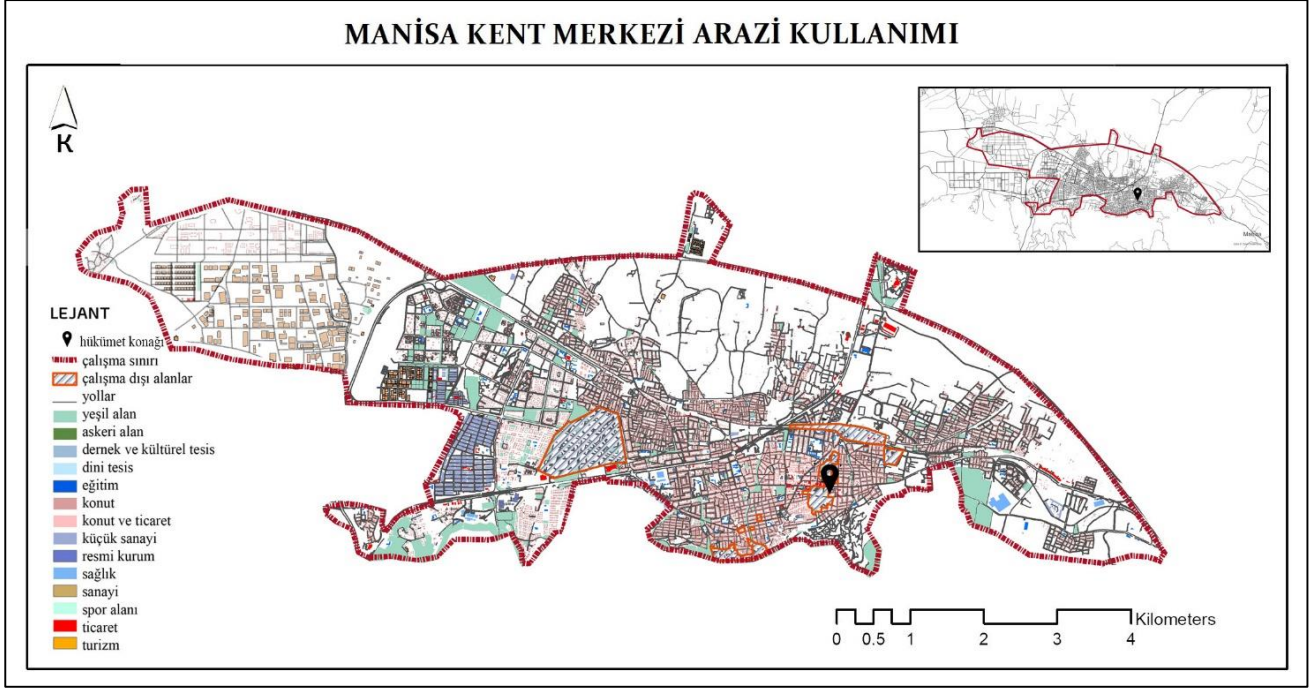 MANİSA KENT MERKEZİ ARAZİ KULLANIMI
K
LEJANT
hükümet konağı
çalışma sınırı
çalışma dışı alanlar
yollar
yeşil alan
askeri alan
dernek ve kültürel tesis
dini tesis
eğitim
konut
konut ve ticaret
küçük sanayi
resmi kurum
sağlık
sanayi
spor alanı
ticaret
turizm
Kilometers
0 0.5 1 2 3 4